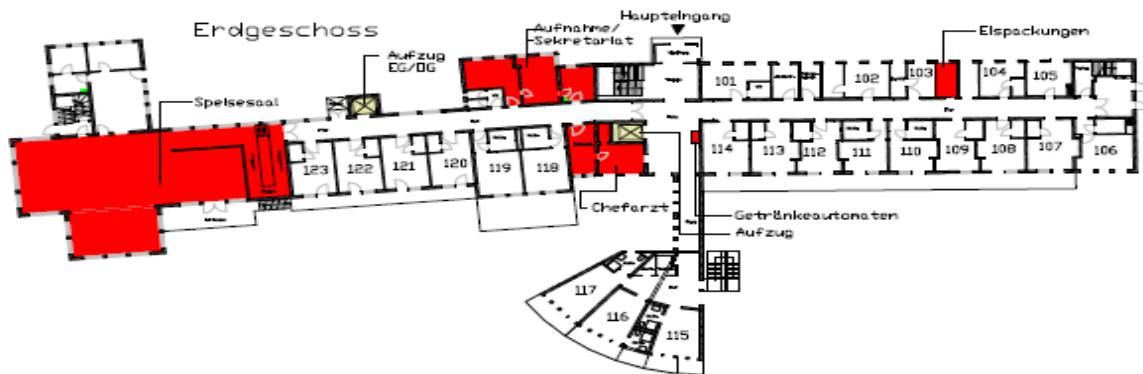 Erdgeschoss
Haupteingang
Aufnahme/
Sekretariat
Eispackungen
Aufzug
EG/OG
Speisesaal
101
102
103
104
105
123
122
121
120
119
118
114
113
112
111
110
109
108
107
106
Chefarzt
Getränkeautomaten
Aufzug
117
116
115